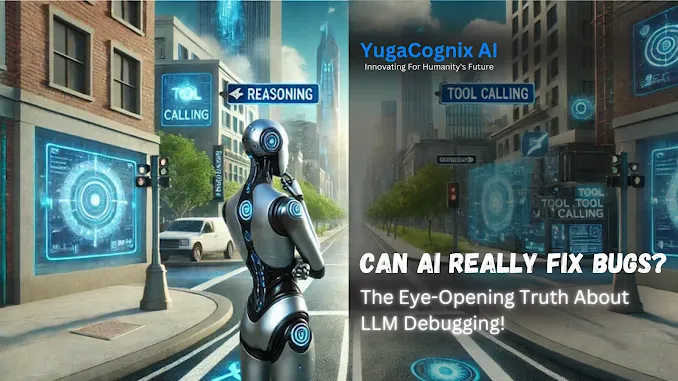 YugaCognix AI
Innovating For Humanity's Future
REASONING
TOOL CALLING
TOL
CALLING
TOOL
TOOL
CALLING
CAN AI REALLY FIX BUGS?
The Eye-Opening Truth About
LLM Debugging!